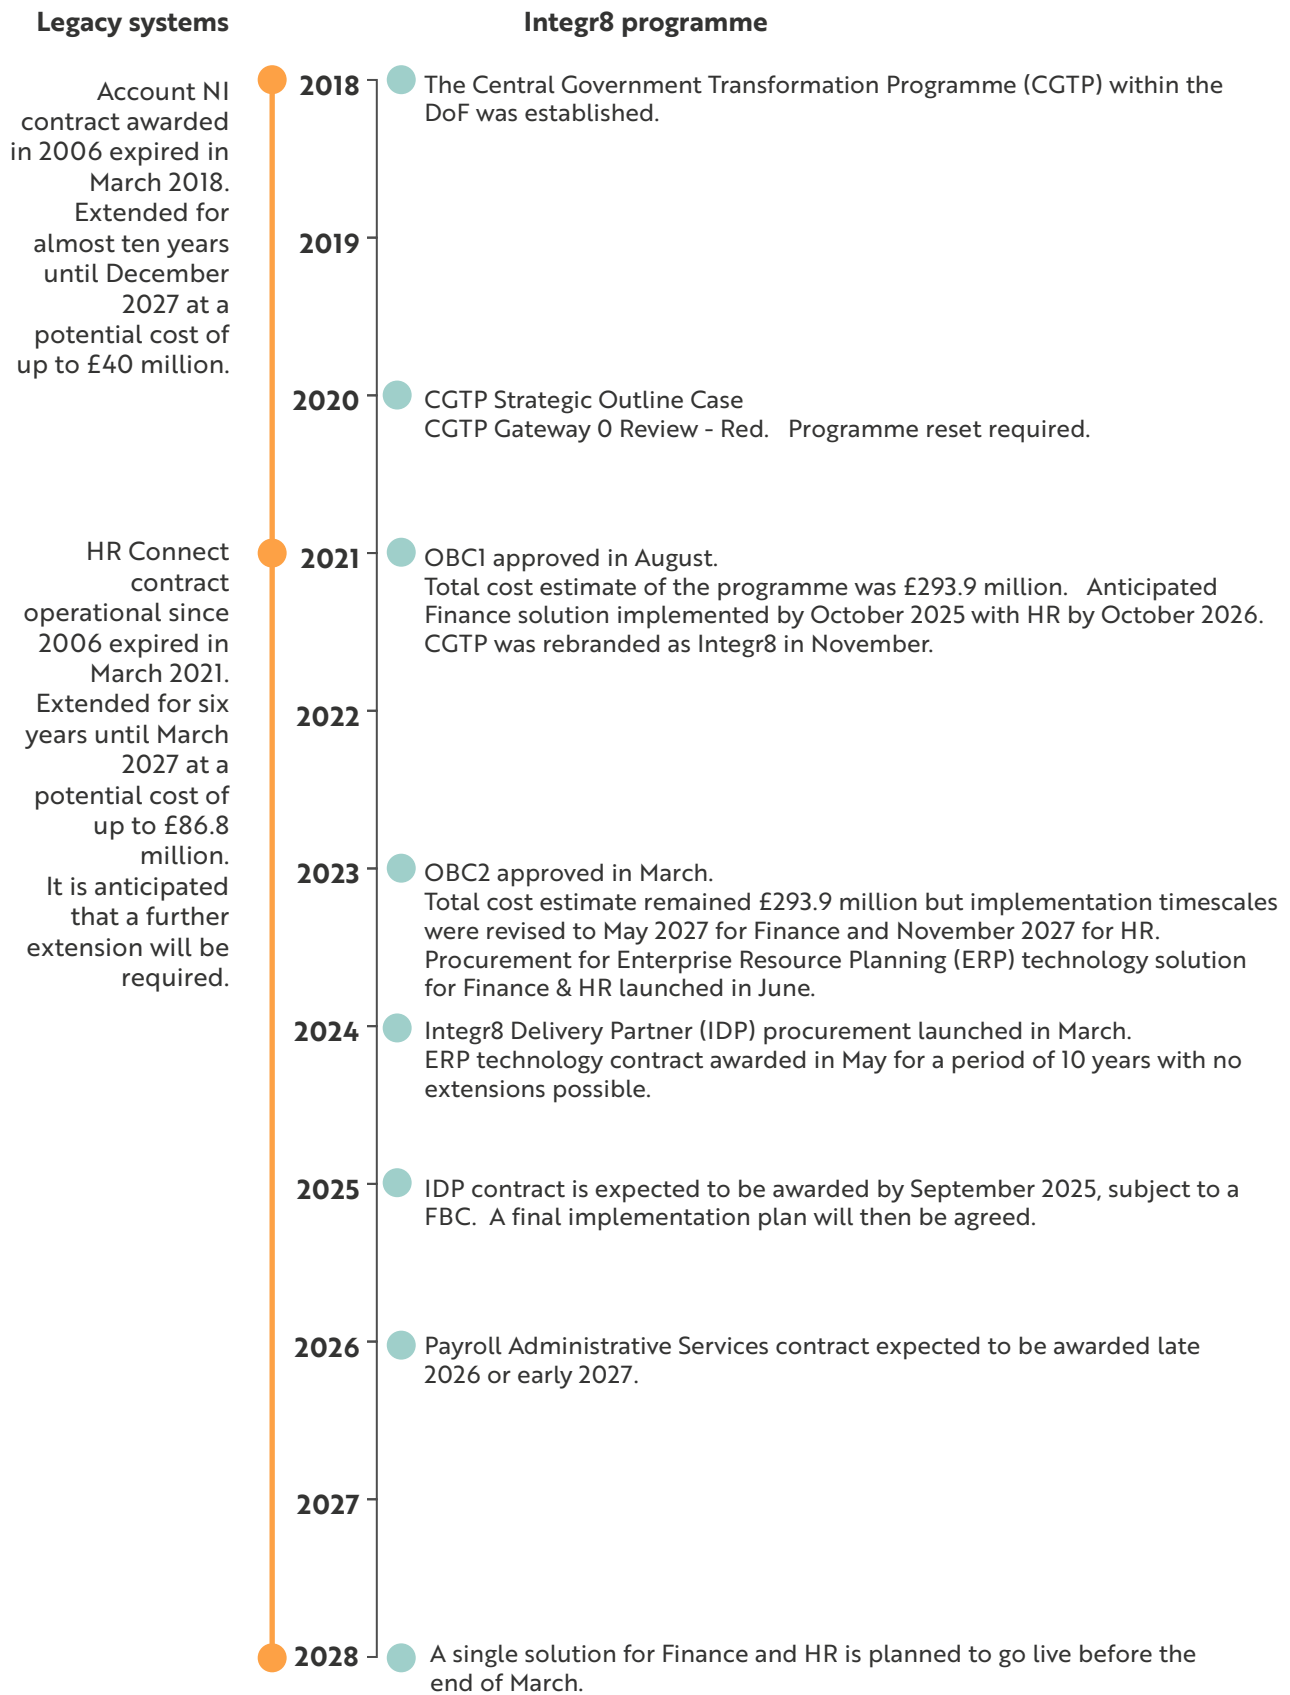 Legacy systems
Integr8 programme
Account NI
contract awarded
in 2006 expired in
March 2018.
Extended for
almost ten years
until December
2027 at a
potential cost of
up to £40 million.
HR Connect
contract
operational since
2006 expired in
March 2021.
Extended for six
years until March
2027 at a
potential cost of
up to £86.8
million.
It is anticipated
that a further
extension will be
required.
2018
The Central Government Transformation Programme (CGTP) within the
DoF was established.
2019
2020
CGTP Strategic Outline Case
CGTP Gateway 0 Review - Red. Programme reset required.
2021
OBC1 approved in August.
Total cost estimate of the programme was £293.9 million. Anticipated
Finance solution implemented by October 2025 with HR by October 2026.
CGTP was rebranded as Integr8 in November.
2022
2023
OBC2 approved in March.
Total cost estimate remained £293.9 million but implementation timescales
were revised to May 2027 for Finance and November 2027 for HR.
Procurement for Enterprise Resource Planning (ERP) technology solution
for Finance & HR launched in June.
2024
Integr8 Delivery Partner (IDP) procurement launched in March.
ERP technology contract awarded in May for a period of 10 years with no
extensions possible.
2025
IDP contract is expected to be awarded by September 2025, subject to a
FBC. A final implementation plan will then be agreed.
2026
Payroll Administrative Services contract expected to be awarded late
2026 or early 2027.
2027
2028
A single solution for Finance and HR is planned to go live before the
end of March.